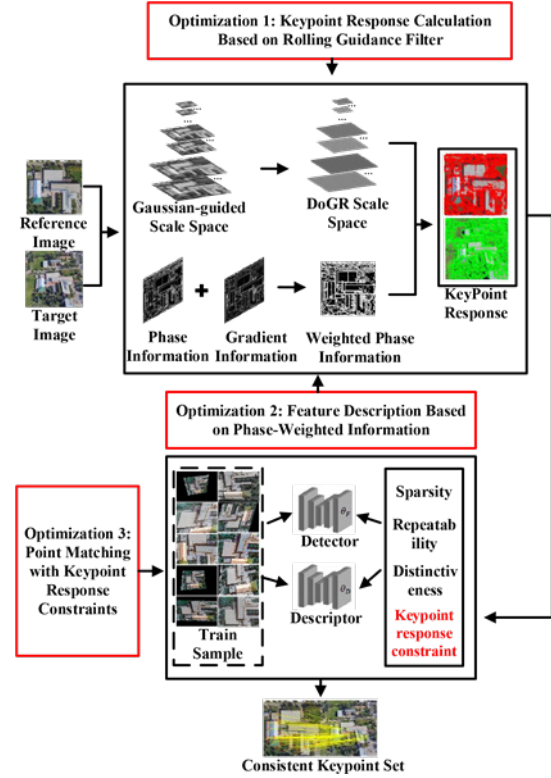 Optimization 1: Keypoint Response Calculation
Based on Rolling Guidance Filter
Reference
Image
Target
Image
...
...
...
...
Gaussian-guided
Scale Space
DoGR Scale
Space
+
Phase
Information
Gradient
Information
Weighted Phase
Information
KeyPoint
Response
Optimization 2: Feature Description Based
on Phase-Weighted Information
Optimization 3:
Point Matching
with Keypoint
Response
Constraints
Train
Sample
θF
Detector
θD
Descriptor
Sparsity
Repeatab
ility
Distinctiv
eness
Keypoint
response
constraint
Consistent Keypoint Set